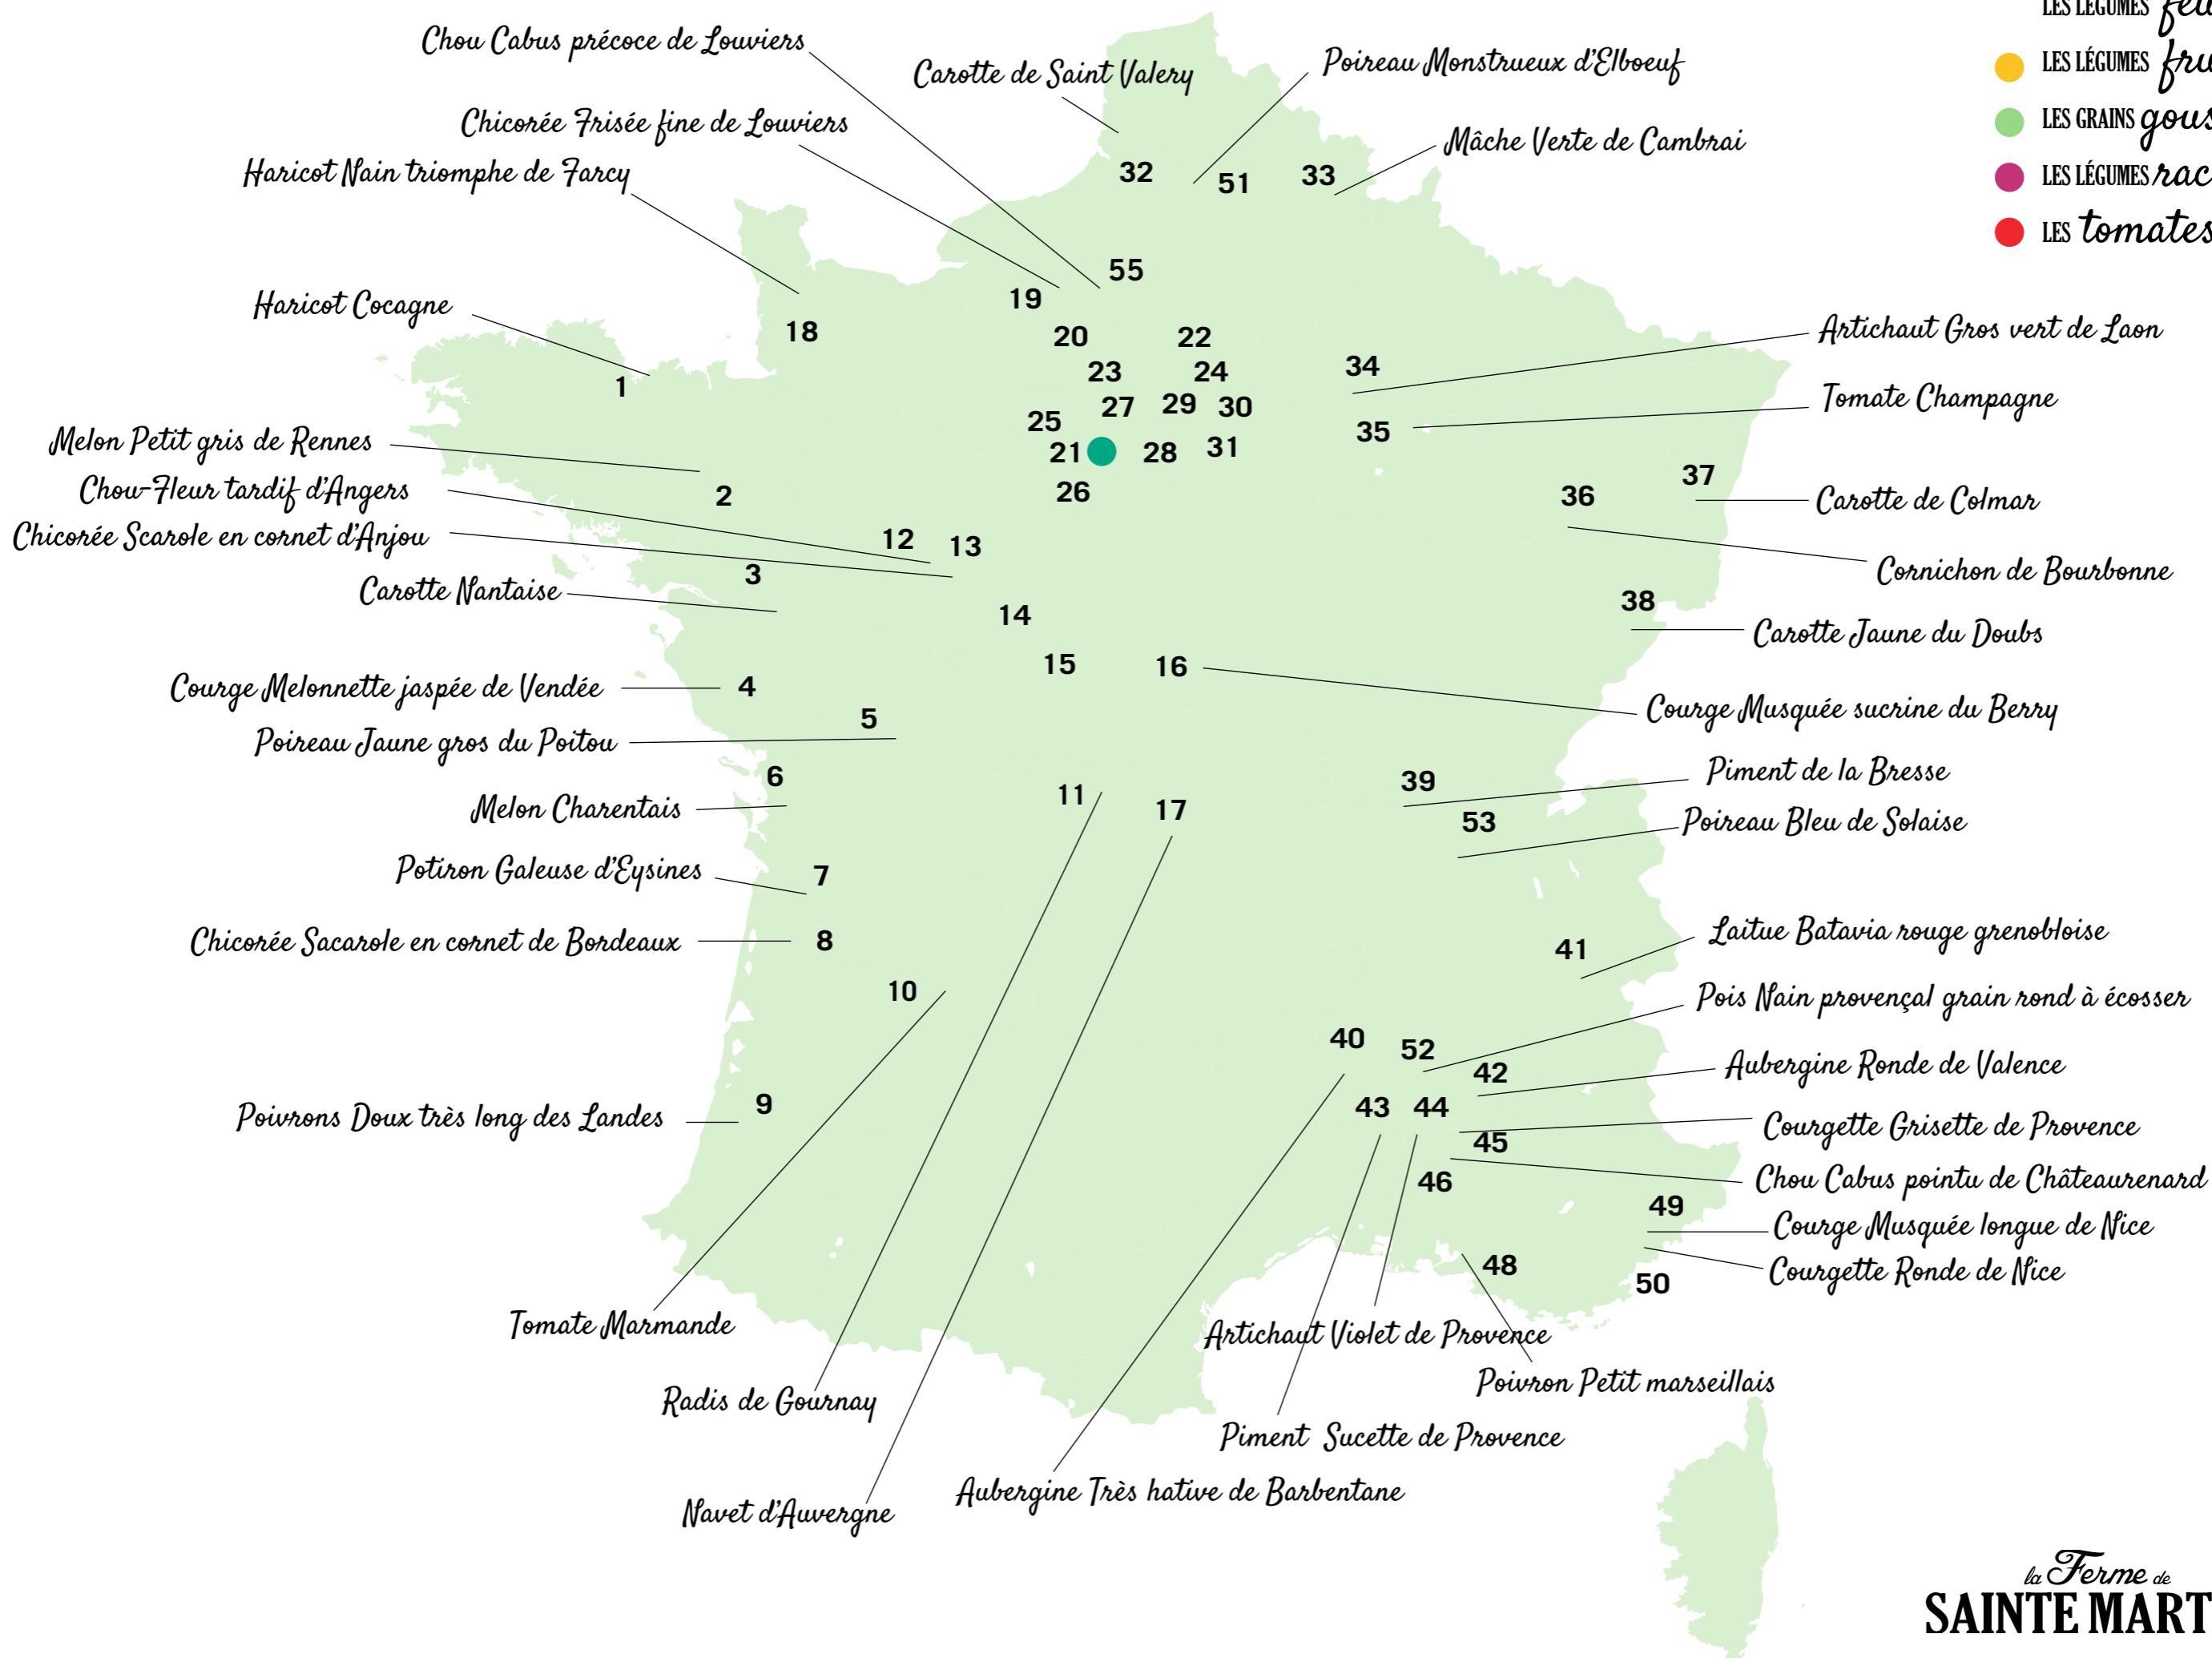 LES LÉGUMES
Chou Cabus précoce de Louviers
Carotte de Saint Valery
Poireau Monstrueux d'Elboeuf
LES LÉGUMES
Chicorée Frisée fine de Louviers
LES GRAINS
Mâche Verte de Cambrai
Haricot Nain triomphe de Farcy
32
51
33
LES LÉGUMES
LES tomates
55
Haricot Cocagne
19
18
20
22
Artichaut Gros vert de Laon
1
23
24
34
27
29
30
Tomate Champagne
25
35
Melon Petit gris de Rennes
21
28
31
37
Chou-Fleur tardif d'Angers
2
26
36
Carotte de Colmar
Chicorée Scarole en cornet d'Anjou
12
13
3
Cornichon de Bourbonne
Carotte Nantaise
14
38
Carotte Jaune du Doubs
15
16
Courge Melonnette jaspée de Vendée
4
Courge Musquée sucrine du Berry
5
Poireau Jaune gros du Poitou
6
39
Piment de la Bresse
Melon Charentais
11
17
53
Poireau Bleu de Solaise
Potiron Galeuse d'Eysines
7
Chicorée Sacarole en cornet de Bordeaux
8
41
Laitue Batavia rouge grenobloise
10
Pois Nain provençal grain rond à écosser
40
52
42
Aubergine Ronde de Valence
9
43
44
Poivrons Doux très long des Landes
45
Courgette Grisette de Provence
46
Chou Cabus pointu de Châteaurenard
49
Courge Musquée longue de Nice
48
50
Courgette Ronde de Nice
Tomate Marmande
Artichaut Violet de Provence
Poivron Petit marseillais
Radis de Gournay
Piment Sucette de Provence
Aubergine Très hative de Barbentane
Navet d'Auvergne
la Ferme de
SAINTE MART